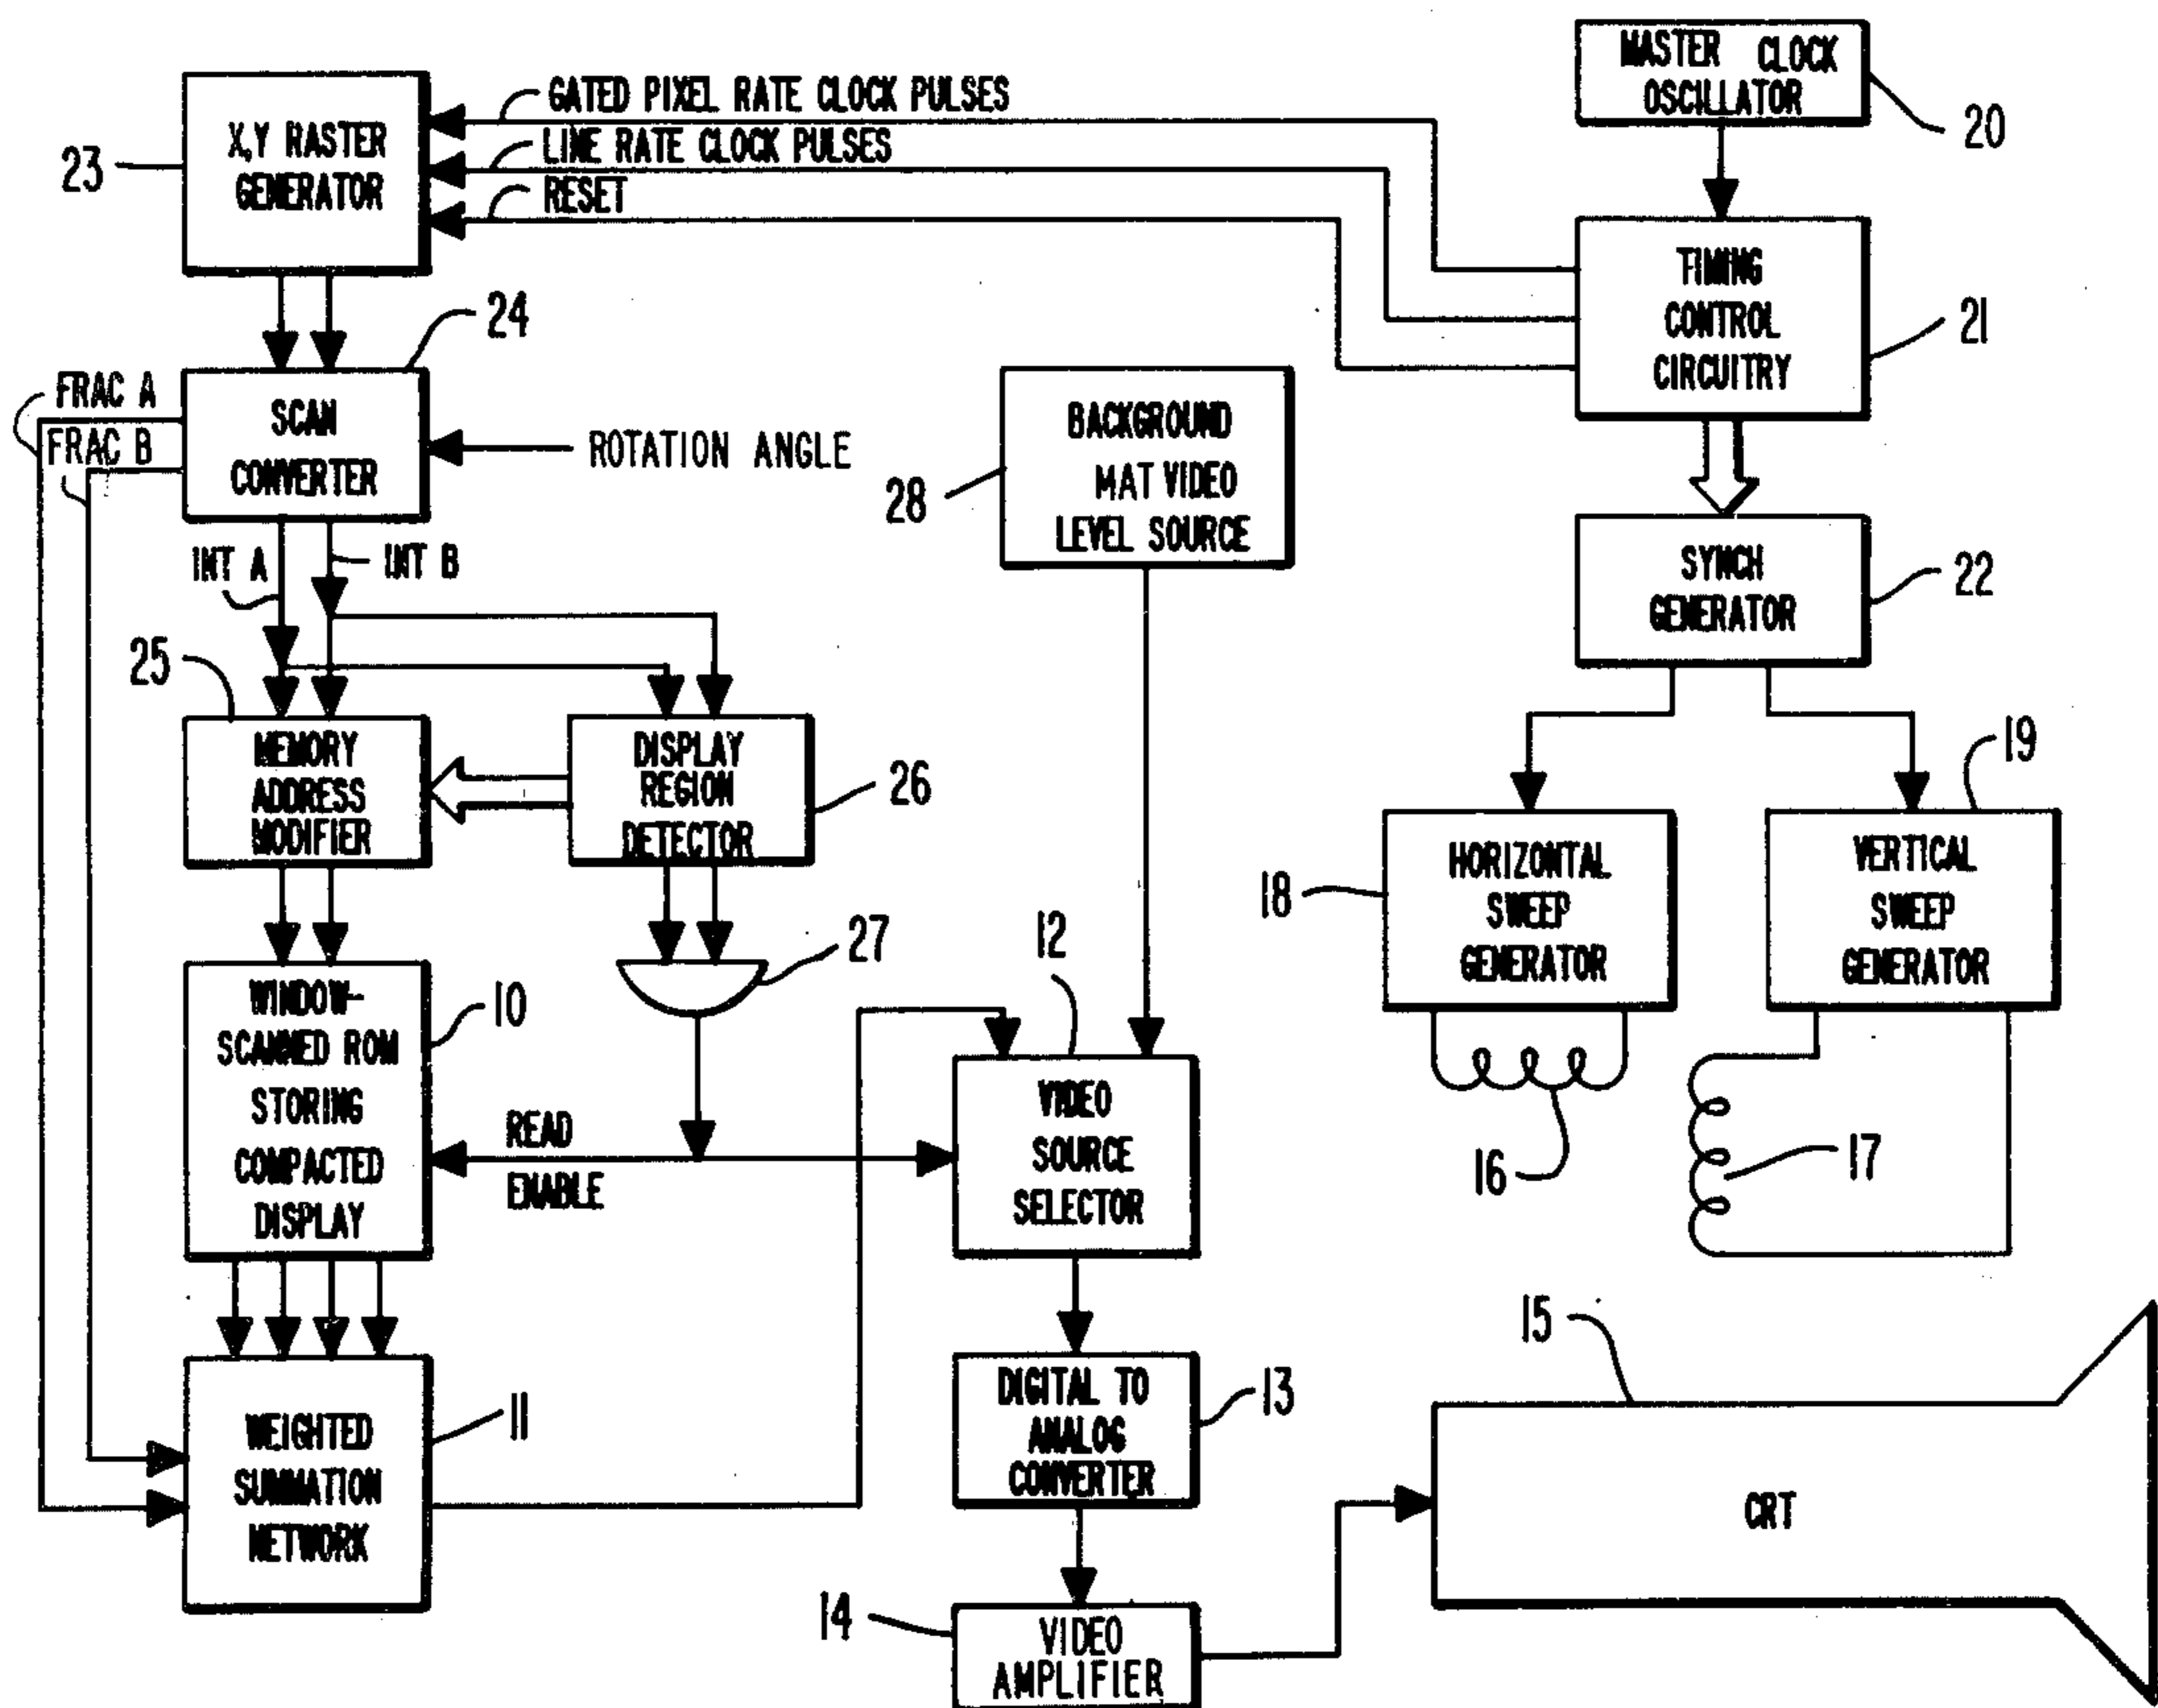 MASTER CLOCK
OSCILLATOR
20
GATED PIXEL RATE CLOCK PULSES
LINE RATE CLOCK PULSES
RESET
X,Y RASTER
GENERATOR
23
TIMING
CONTROL
CIRCUITRY
21
24
FRAC A
FRAC B
SCAN
CONVERTER
ROTATION ANGLE
BACKGROUND
MAT VIDEO
LEVEL SOURCE
28
SYNCH
GENERATOR
22
INT A
INT B
25
MEMORY
ADDRESS
MODIFIER
DISPLAY
REGION
DETECTOR
26
19
HORIZONTAL
SWEEP
GENERATOR
18
VERTICAL
SWEEP
GENERATOR
27
12
WINDOW-
SCANNED ROM
STORING
COMPACTED
DISPLAY
10
READ
ENABLE
VIDEO
SOURCE
SELECTOR
16
17
15
DIGITAL TO
ANALOG
CONVERTER
13
WEIGHTED
SUMMATION
NETWORK
11
CRT
14
VIDEO
AMPLIFIER